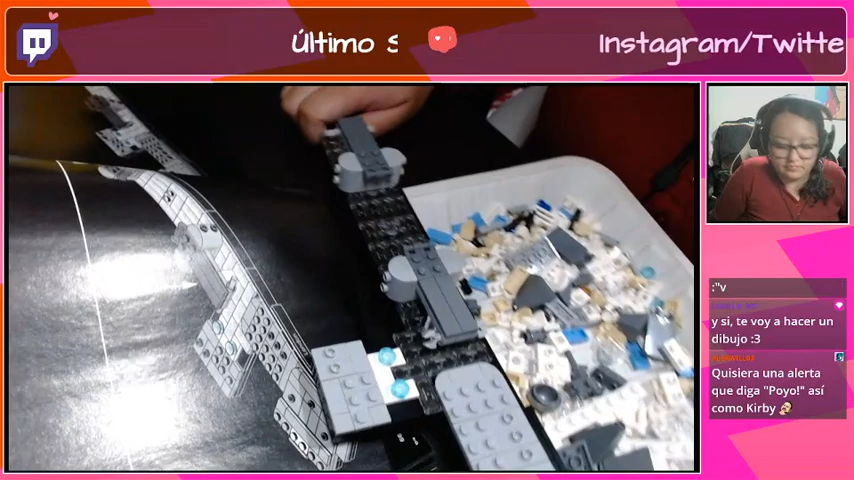 Último S
Instagram/Twitte
:"v
y si, te voy a hacer un
dibujo :3
Quisiera una alerta
que diga "Poyo!" así
como Kirby